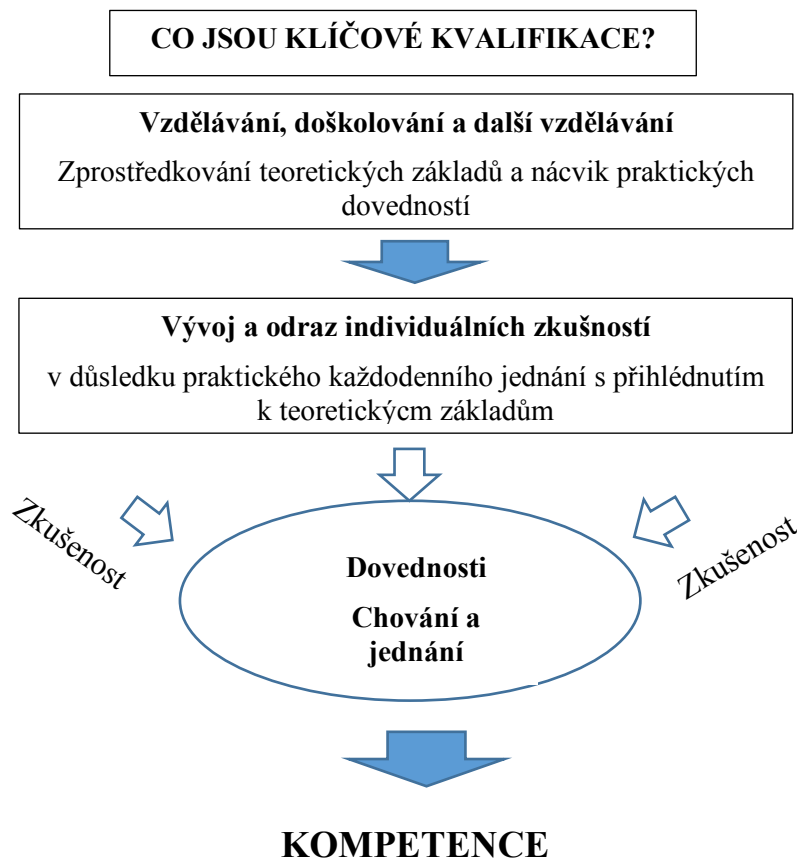 CO JSOU KLÍČOVÉ KVALIFIKACE?
Vzdělávání, doškolování a další vzdělávání
Zprostředkování teoretických základů a nácvik praktických
dovedností
Vývoj a odraz individuálních zkušností
v důsledku praktického každodenního jednání s přihlédnutím
k teoretickýcm základům
Zkušenost
Zkušenost
Dovednosti
Chování a
jednání
KOMPETENCE